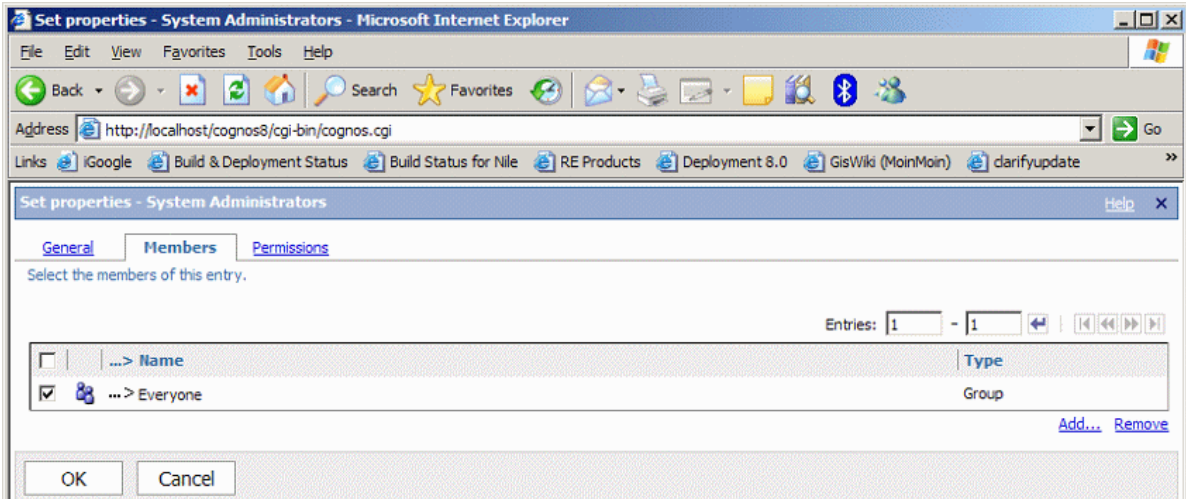 Set properties - System Administrators - Microsoft Internet Explorer
File Edit View Favorites Tools Help
Back Search Favorites
Address http://localhost/cognos8/cgi-bin/cognos.cgi Go
Links iGoogle Build & Deployment Status Build Status for Nile RE Products Deployment 8.0 GisWiki (MoinMoin) clarifyupdate »
Set properties - System Administrators Help X
General Members Permissions
Select the members of this entry.
Entries: 1 - 1
...> Name Type
...> Everyone Group
Add... Remove
OK Cancel